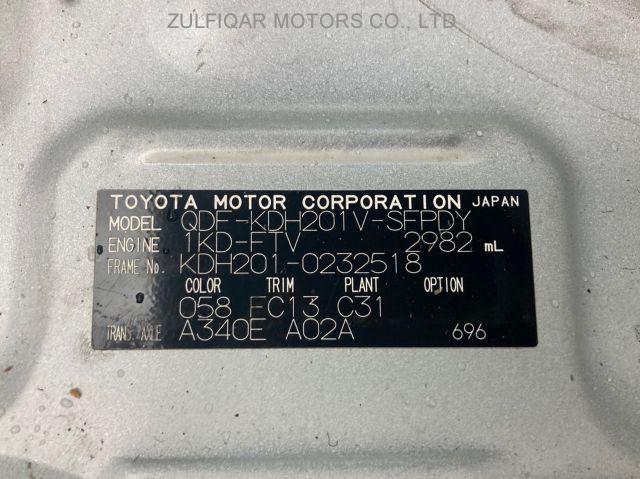 ZULFIQAR MOTORS CO., LTD
TOYOTA MOTOR CORPORATION JAPAN
MODEL QDF-KDH201V-SFPDY
ENGINE 1KD-FTV 2982 mL
FRAME No. KDH201-0232518
COLOR TRIM PLANT OPTION
058 FC13 C31
TRANS./AXLE A340E A02A 696